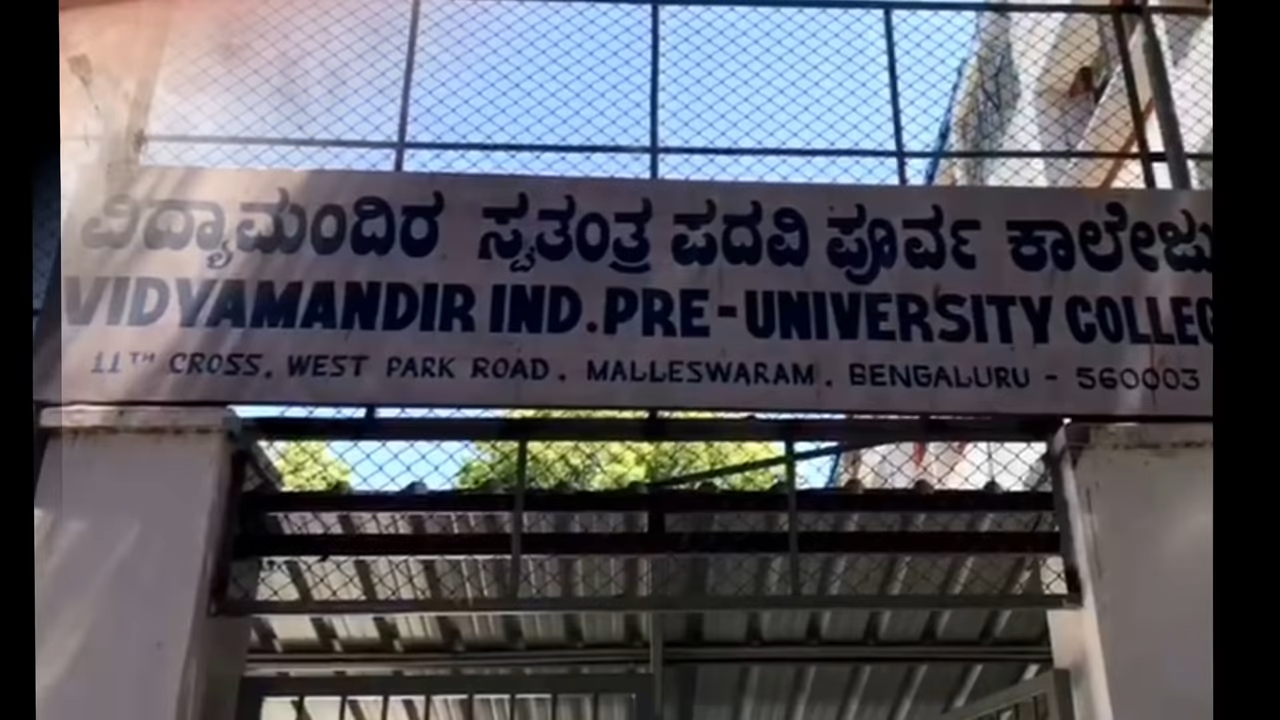 ವಿದ್ಯಾಮಂದಿರ ಸ್ವತಂತ್ರ ಪದವಿ ಪೂರ್ವ ಕಾಲೇಜು
VIDYAMANDIR IND. PRE-UNIVERSITY COLLEG
11TH CROSS, WEST PARK ROAD, MALLESWARAM, BENGALURU - 560003